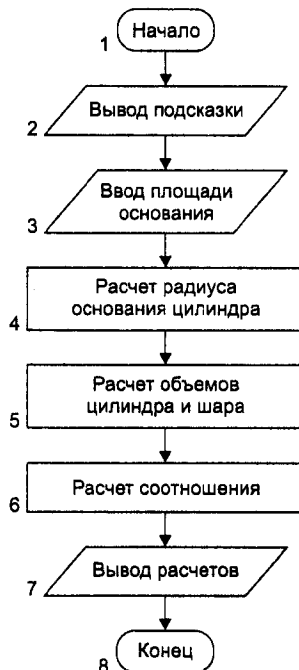 Начало
1
Вывод подсказки
2
Ввод площади
основания
3
Расчет радиуса
основания цилиндра
4
Расчет объемов
цилиндра и шара
5
Расчет соотношения
6
Вывод расчетов
7
Конец
8